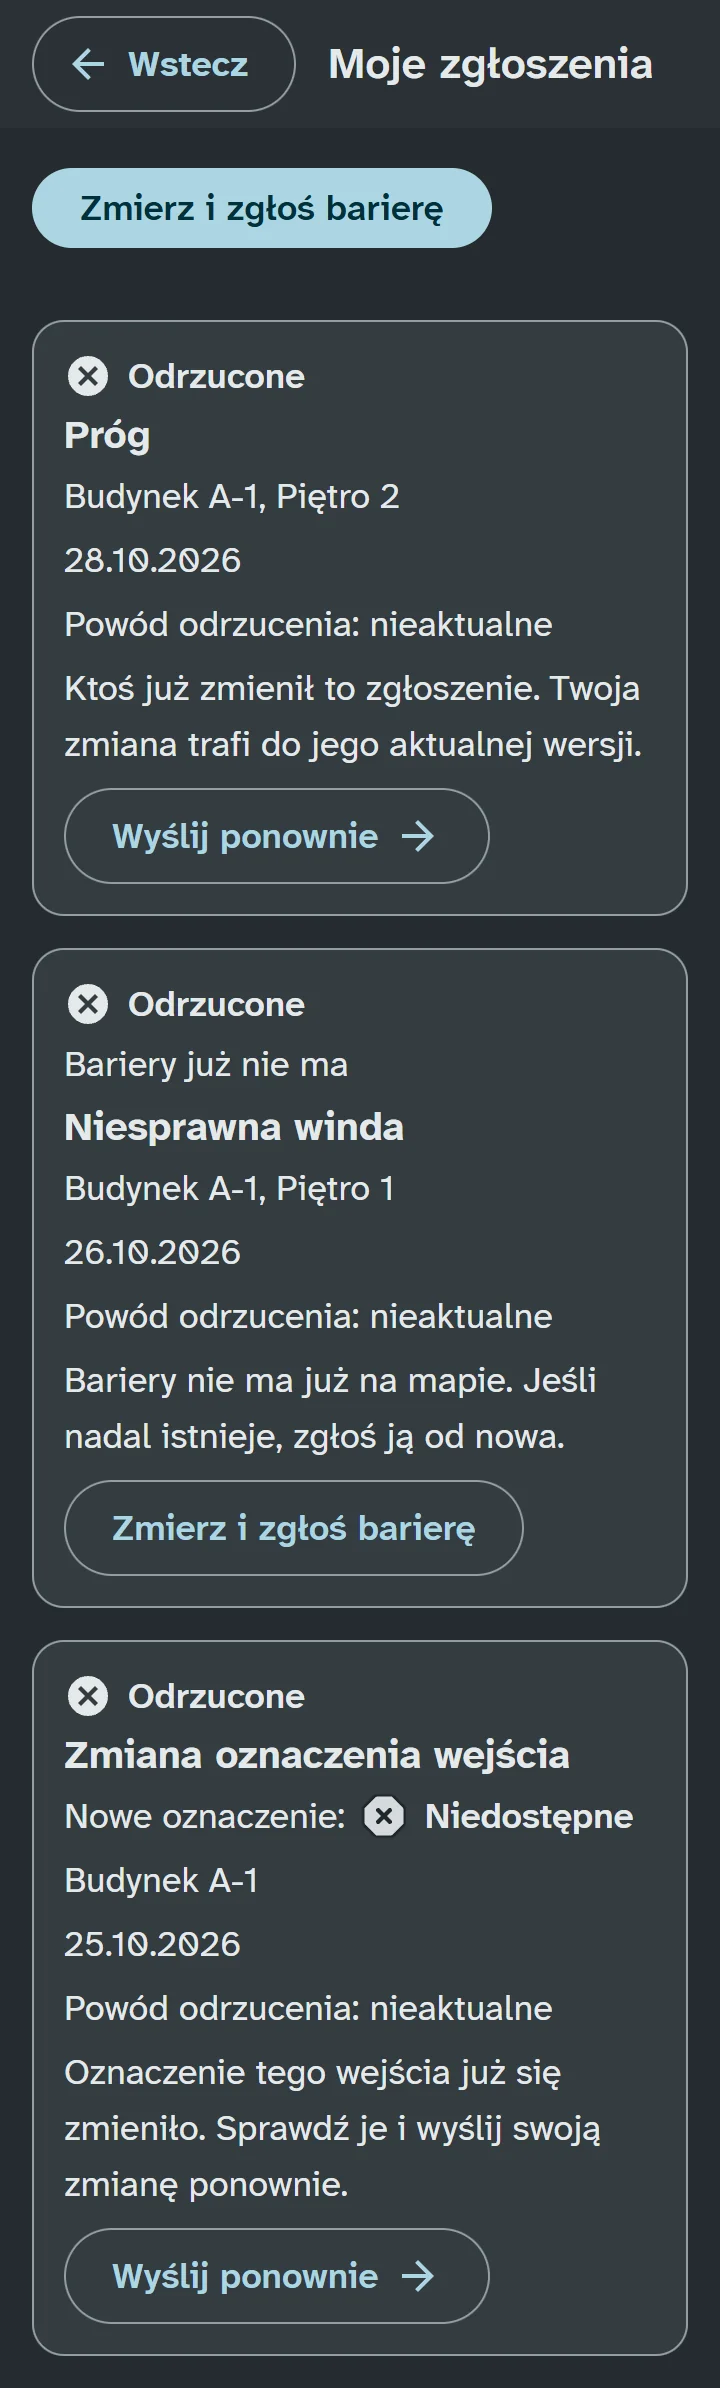 Wstecz
Moje zgłoszenia
Zmierz i zgłoś barierę
Odrzucone
Próg
Budynek A-1, Piętro 2
28.10.2026
Powód odrzucenia: nieaktualne
Ktoś już zmienił to zgłoszenie. Twoja
zmiana trafi do jego aktualnej wersji.
Wyślij ponownie
Odrzucone
Bariery już nie ma
Niesprawna winda
Budynek A-1, Piętro 1
26.10.2026
Powód odrzucenia: nieaktualne
Bariery nie ma już na mapie. Jeśli
nadal istnieje, zgłoś ją od nowa.
Zmierz i zgłoś barierę
Odrzucone
Zmiana oznaczenia wejścia
Nowe oznaczenie: Niedostępne
Budynek A-1
25.10.2026
Powód odrzucenia: nieaktualne
Oznaczenie tego wejścia już się
zmieniło. Sprawdź je i wyślij swoją
zmianę ponownie.
Wyślij ponownie